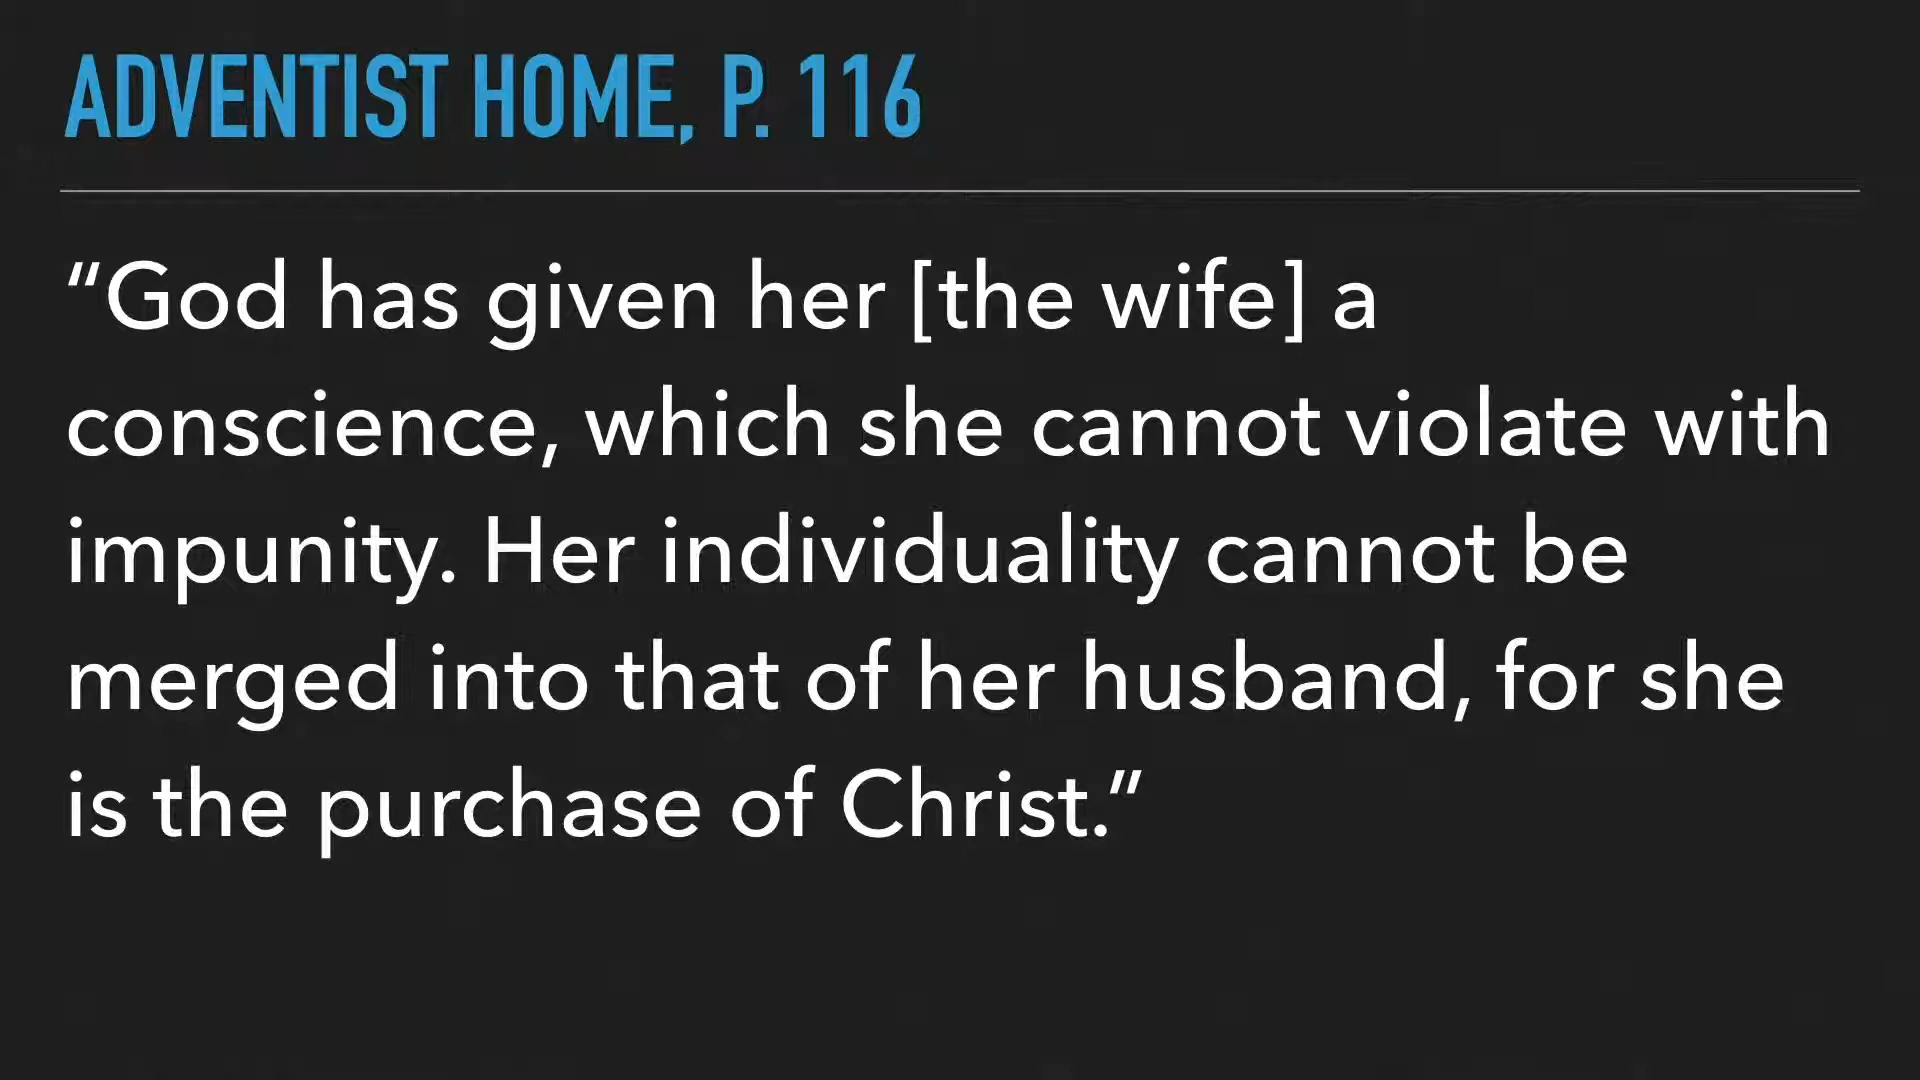 ADVENTIST HOME, P. 116
“God has given her [the wife] a
conscience, which she cannot violate with
impunity. Her individuality cannot be
merged into that of her husband, for she
is the purchase of Christ.”